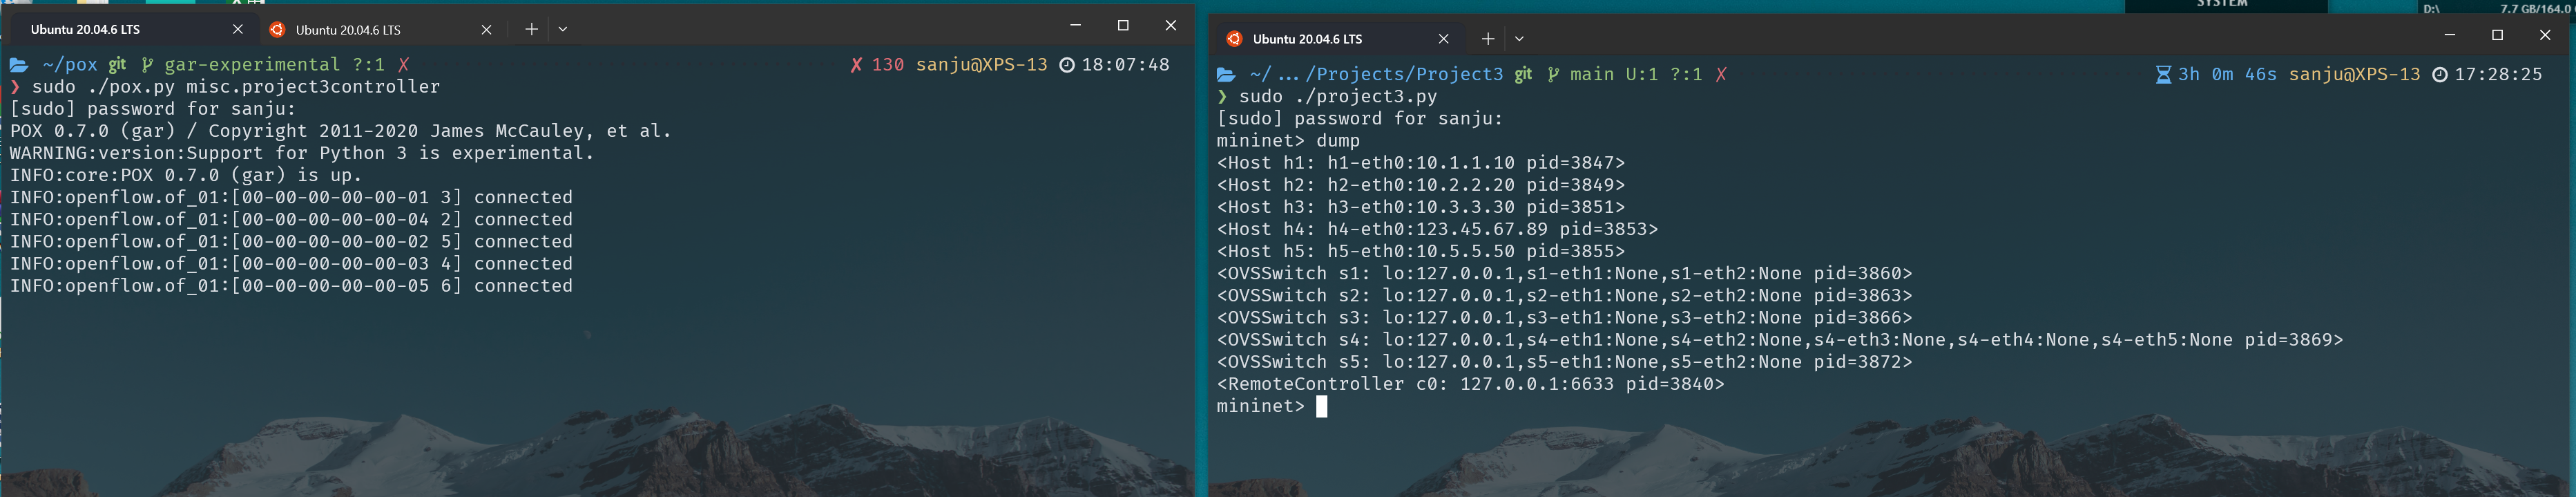 SYSTEM
D:\ 7.7 GB/164.0
Ubuntu 20.04.6 LTS
Ubuntu 20.04.6 LTS
~/pox git gar-experimental ?:1 ✗
✗ 130 sanju@XPS-13 18:07:48
❯ sudo ./pox.py misc.project3controller
[sudo] password for sanju:
POX 0.7.0 (gar) / Copyright 2011-2020 James McCauley, et al.
WARNING:version:Support for Python 3 is experimental.
INFO:core:POX 0.7.0 (gar) is up.
INFO:openflow.of_01:[00-00-00-00-00-01 3] connected
INFO:openflow.of_01:[00-00-00-00-00-04 2] connected
INFO:openflow.of_01:[00-00-00-00-00-02 5] connected
INFO:openflow.of_01:[00-00-00-00-00-03 4] connected
INFO:openflow.of_01:[00-00-00-00-00-05 6] connected
Ubuntu 20.04.6 LTS
~/.../Projects/Project3 git main U:1 ?:1 ✗
3h 0m 46s sanju@XPS-13 17:28:25
❯ sudo ./project3.py
[sudo] password for sanju:
mininet> dump
<Host h1: h1-eth0:10.1.1.10 pid=3847>
<Host h2: h2-eth0:10.2.2.20 pid=3849>
<Host h3: h3-eth0:10.3.3.30 pid=3851>
<Host h4: h4-eth0:123.45.67.89 pid=3853>
<Host h5: h5-eth0:10.5.5.50 pid=3855>
<OVSSwitch s1: lo:127.0.0.1,s1-eth1:None,s1-eth2:None pid=3860>
<OVSSwitch s2: lo:127.0.0.1,s2-eth1:None,s2-eth2:None pid=3863>
<OVSSwitch s3: lo:127.0.0.1,s3-eth1:None,s3-eth2:None pid=3866>
<OVSSwitch s4: lo:127.0.0.1,s4-eth1:None,s4-eth2:None,s4-eth3:None,s4-eth4:None,s4-eth5:None pid=3869>
<OVSSwitch s5: lo:127.0.0.1,s5-eth1:None,s5-eth2:None pid=3872>
<RemoteController c0: 127.0.0.1:6633 pid=3840>
mininet>